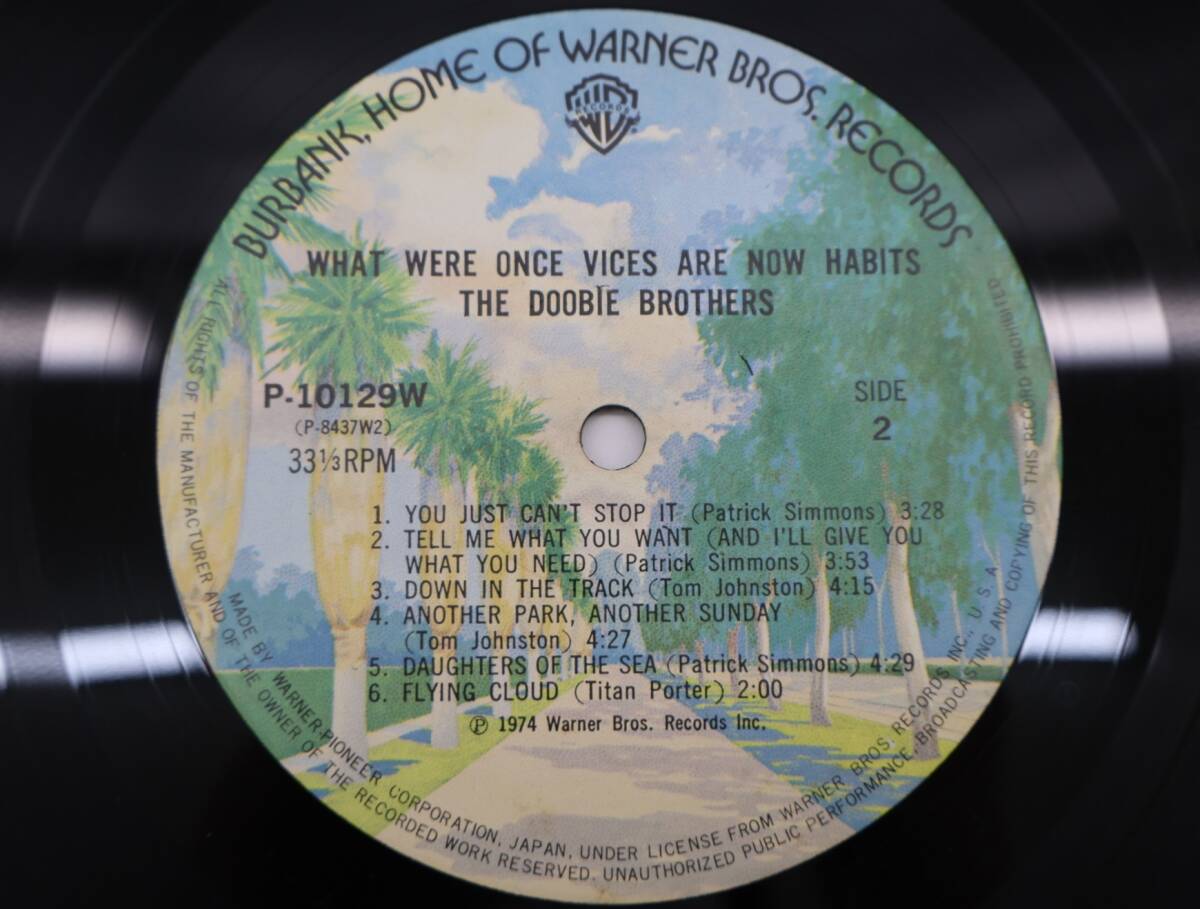 BURBANK, HOME OF WARNER BROS. RECORDS
WB
RECORDS
WHAT WERE ONCE VICES ARE NOW HABITS
THE DOOBIE BROTHERS
P-10129W
(P-8437W2)
33⅓RPM
SIDE
2
1. YOU JUST CAN'T STOP IT (Patrick Simmons) 3:28
2. TELL ME WHAT YOU WANT (AND I'LL GIVE YOU
WHAT YOU NEED) (Patrick Simmons) 3:53
3. DOWN IN THE TRACK (Tom Johnston) 4:15
4. ANOTHER PARK, ANOTHER SUNDAY
(Tom Johnston) 4:27
5. DAUGHTERS OF THE SEA (Patrick Simmons) 4:29
6. FLYING CLOUD (Titan Porter) 2:00
Ⓟ 1974 Warner Bros. Records Inc.
MADE BY WARNER-PIONEER CORPORATION, JAPAN, UNDER LICENSE FROM WARNER BROS. RECORDS INC., U.S.A.
ALL RIGHTS OF THE MANUFACTURER AND OF THE OWNER OF THE RECORDED WORK RESERVED. UNAUTHORIZED PUBLIC PERFORMANCE, BROADCASTING AND COPYING OF THIS RECORD PROHIBITED